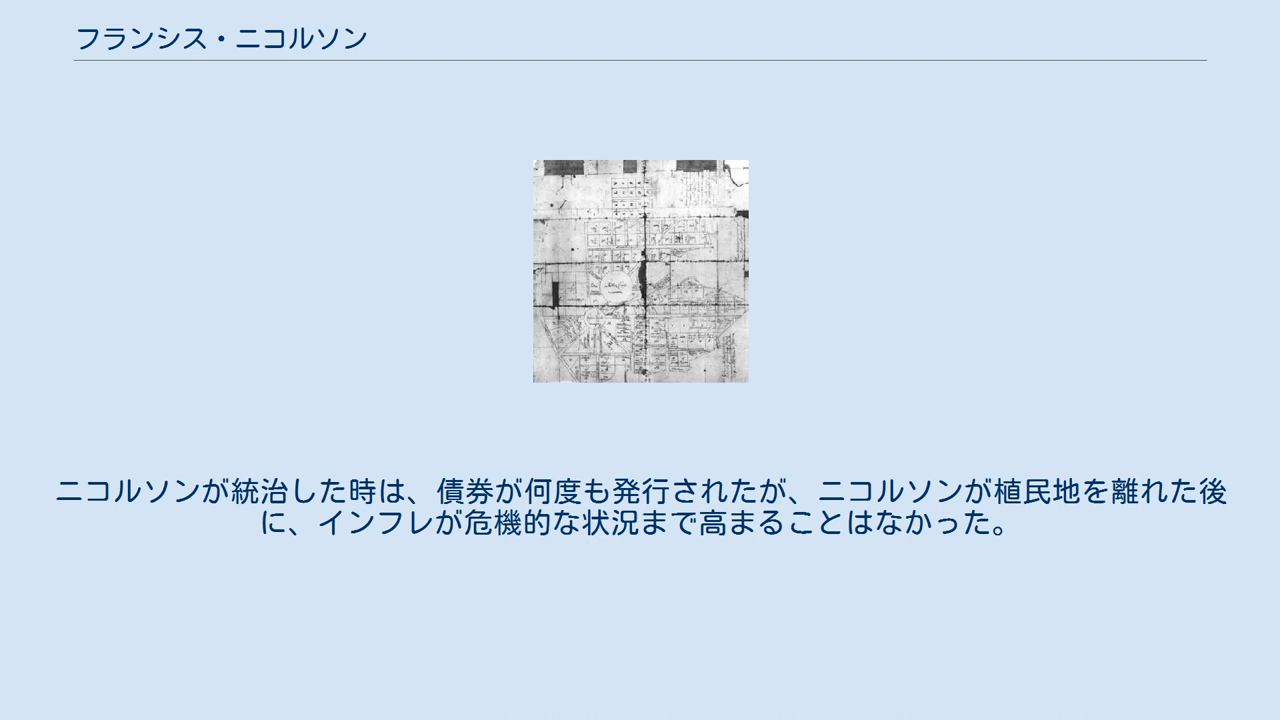 フランシス・ニコルソン
ニコルソンが統治した時は、債券が何度も発行されたが、ニコルソンが植民地を離れた後
に、インフレが危機的な状況まで高まることはなかった。